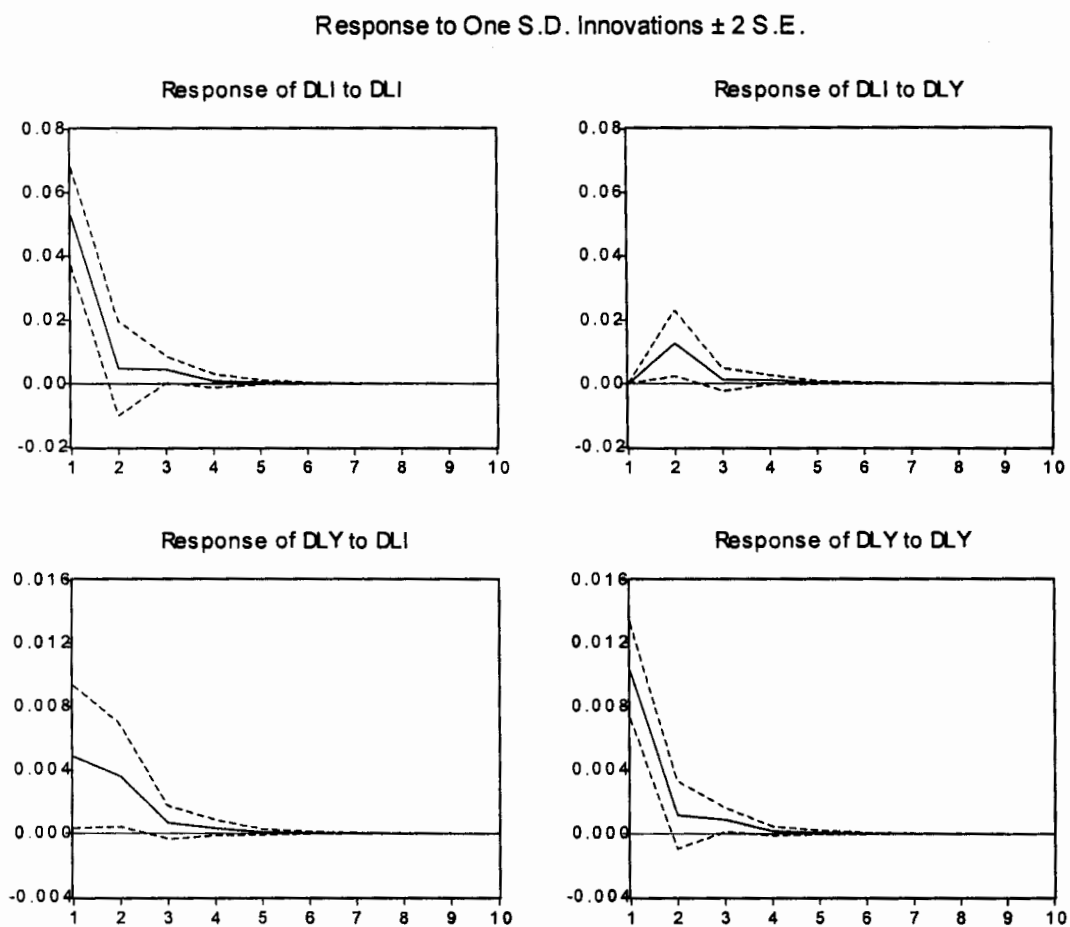 Response to One S.D. Innovations ± 2 S.E.
Response of DLI to DLI
0.08
0.06
0.04
0.02
0.00
-0.02
1 2 3 4 5 6 7 8 9 10
Response of DLI to DLY
0.08
0.06
0.04
0.02
0.00
-0.02
1 2 3 4 5 6 7 8 9 10
Response of DLY to DLI
0.016
0.012
0.008
0.004
0.000
-0.004
1 2 3 4 5 6 7 8 9 10
Response of DLY to DLY
0.016
0.012
0.008
0.004
0.000
-0.004
1 2 3 4 5 6 7 8 9 10